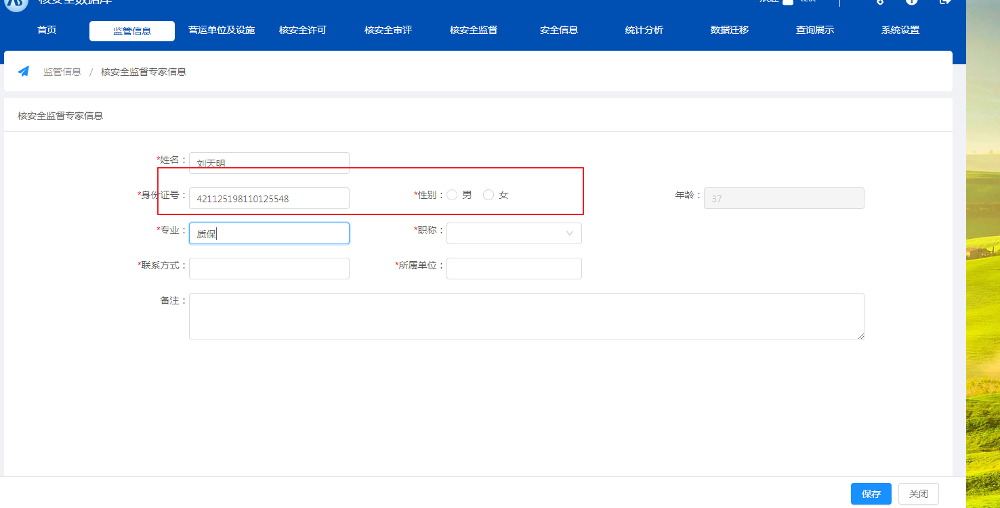 核安全数据库
欢迎 test
首页 监管信息 营运单位及设施 核安全许可 核安全审评 核安全监督 安全信息 统计分析 数据迁移 查询展示 系统设置
监管信息 / 核安全监督专家信息
核安全监督专家信息
*姓名： 刘天明
*身份证号： 421125198110125548 *性别： 男 女 年龄： 37
*专业： 质保 *职称：
*联系方式： *所属单位：
备注：
保存 关闭